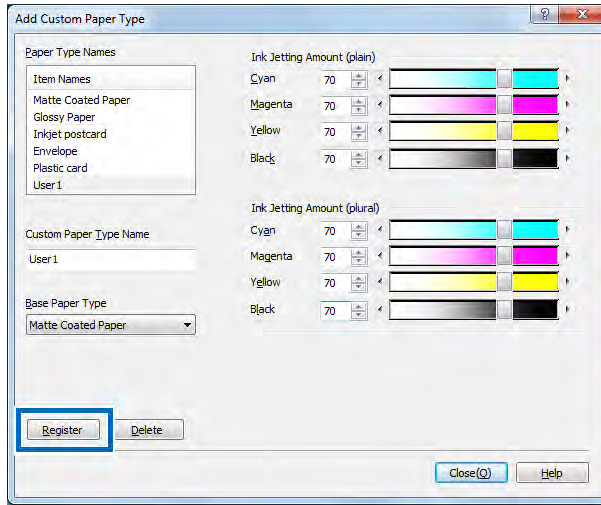 Add Custom Paper Type
Paper Type Names
Item Names
Matte Coated Paper
Glossy Paper
Inkjet postcard
Envelope
Plastic card
User1
Custom Paper Type Name
User1
Base Paper Type
Matte Coated Paper
Register Delete
Ink Jetting Amount (plain)
Cyan 70
Magenta 70
Yellow 70
Black 70
Ink Jetting Amount (plural)
Cyan 70
Magenta 70
Yellow 70
Black 70
Close(O) Help